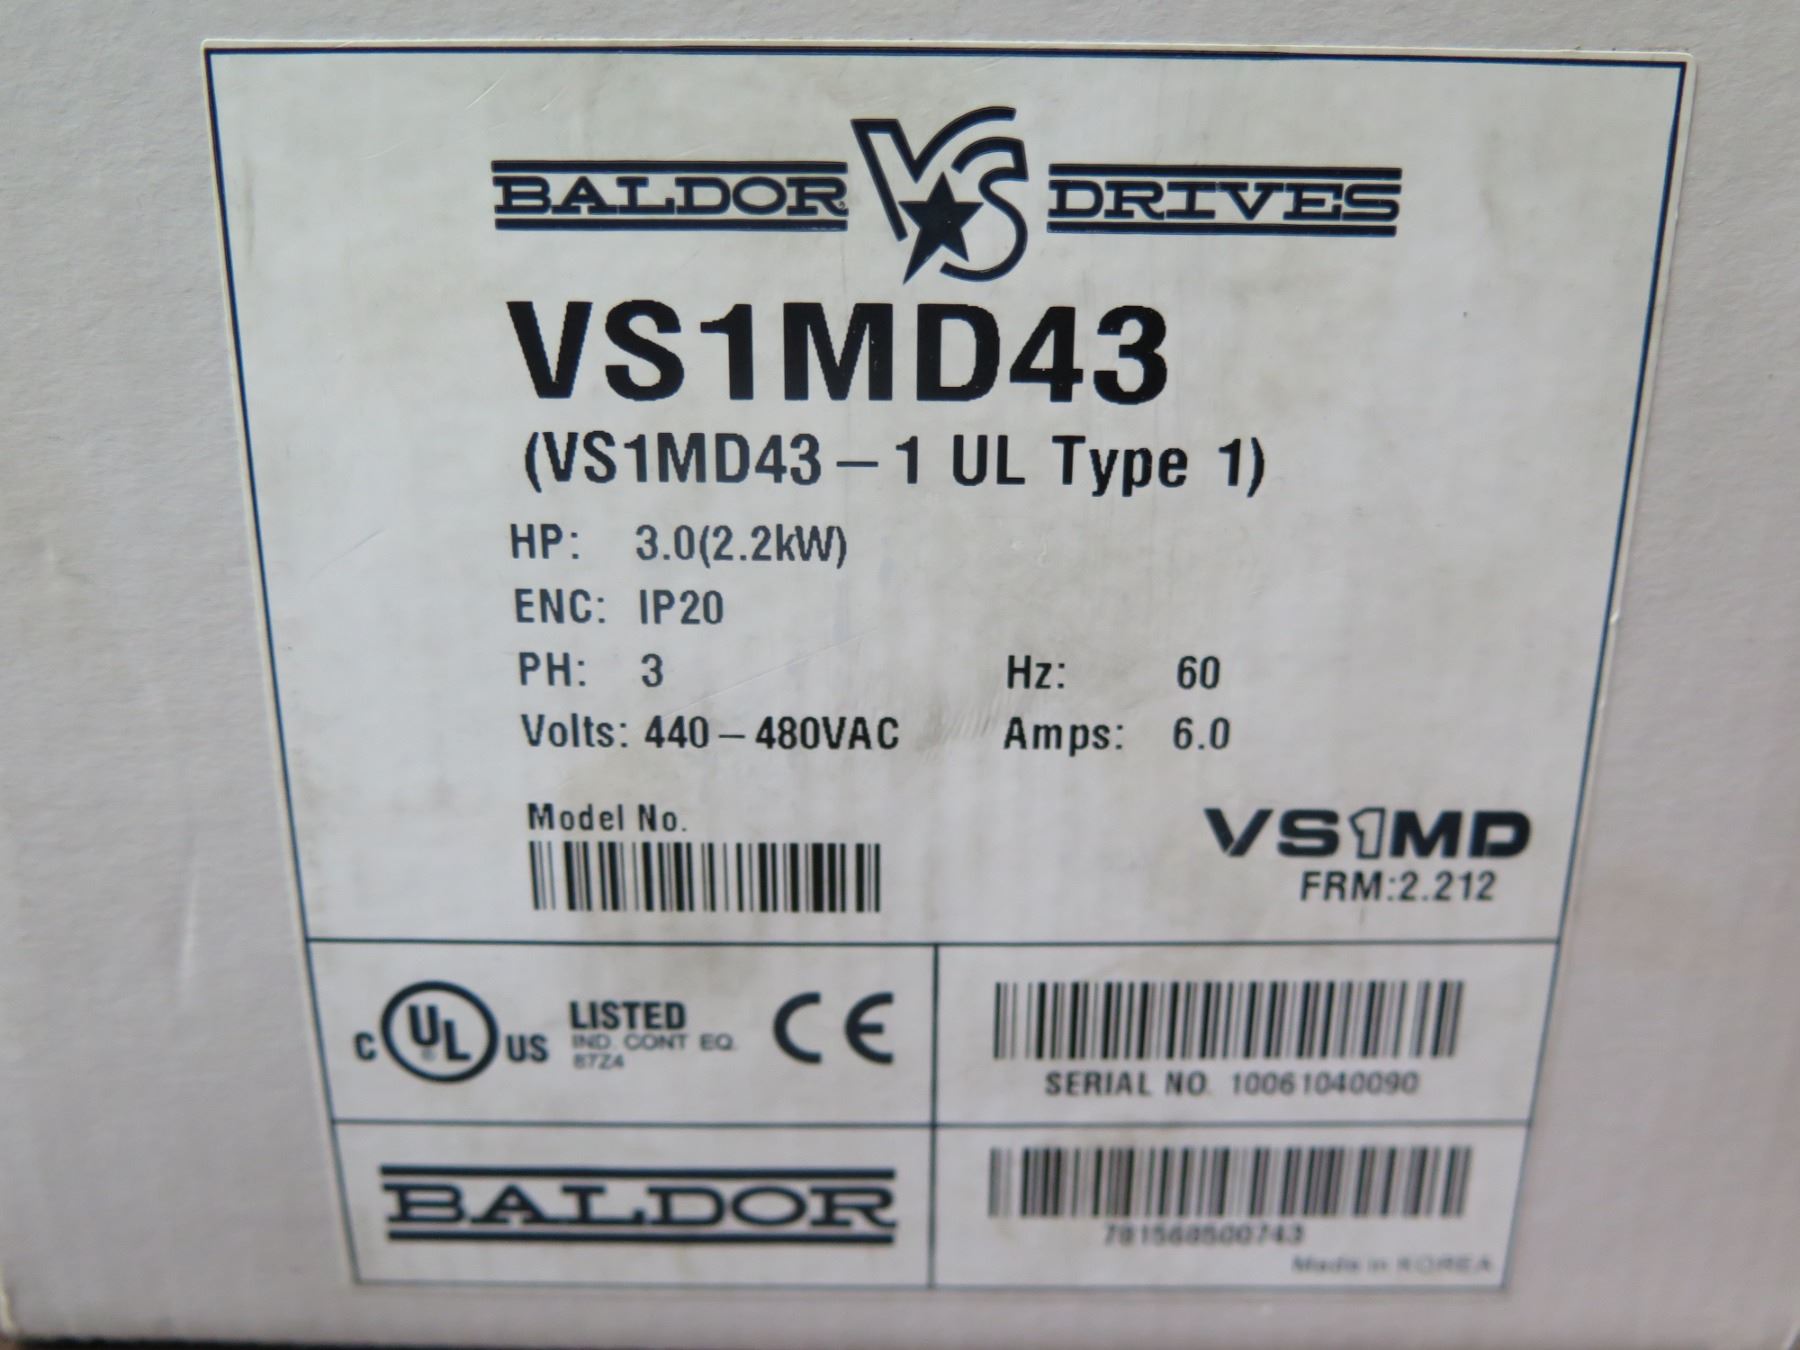 BALDOR VS DRIVES
VS1MD43
(VS1MD43-1 UL Type 1)
HP: 3.0(2.2kW)
ENC: IP20
PH: 3 Hz: 60
Volts: 440-480VAC Amps: 6.0
Model No.
VS1MD
FRM:2.212
C UL ® US LISTED
IND. CONT EQ.
87Z4
CE
SERIAL NO. 10061040090
BALDOR
781568500743
Made in KOREA